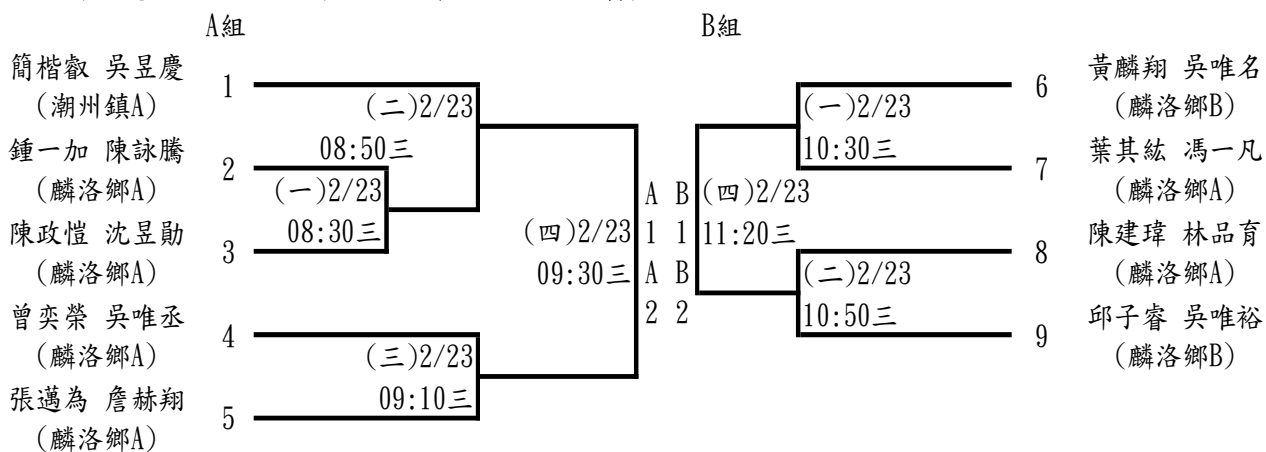 A組
B組
簡楷叡 吳昱慶
(潮州鎮A)
1
(二)2/23
08:50三
鍾一加 陳詠騰
(麟洛鄉A)
2
(一)2/23
08:30三
陳政愷 沈昱勛
(麟洛鄉A)
3
(四)2/23
09:30三
曾奕榮 吳唯丞
(麟洛鄉A)
4
(三)2/23
09:10三
張邁為 詹赫翔
(麟洛鄉A)
5
A B
1 1
A B
2 2
(一)2/23
10:30三
(四)2/23
11:20三
(二)2/23
10:50三
6
黃麟翔 吳唯名
(麟洛鄉B)
7
葉其紘 馮一凡
(麟洛鄉A)
8
陳建瑋 林品育
(麟洛鄉A)
9
邱子睿 吳唯裕
(麟洛鄉B)